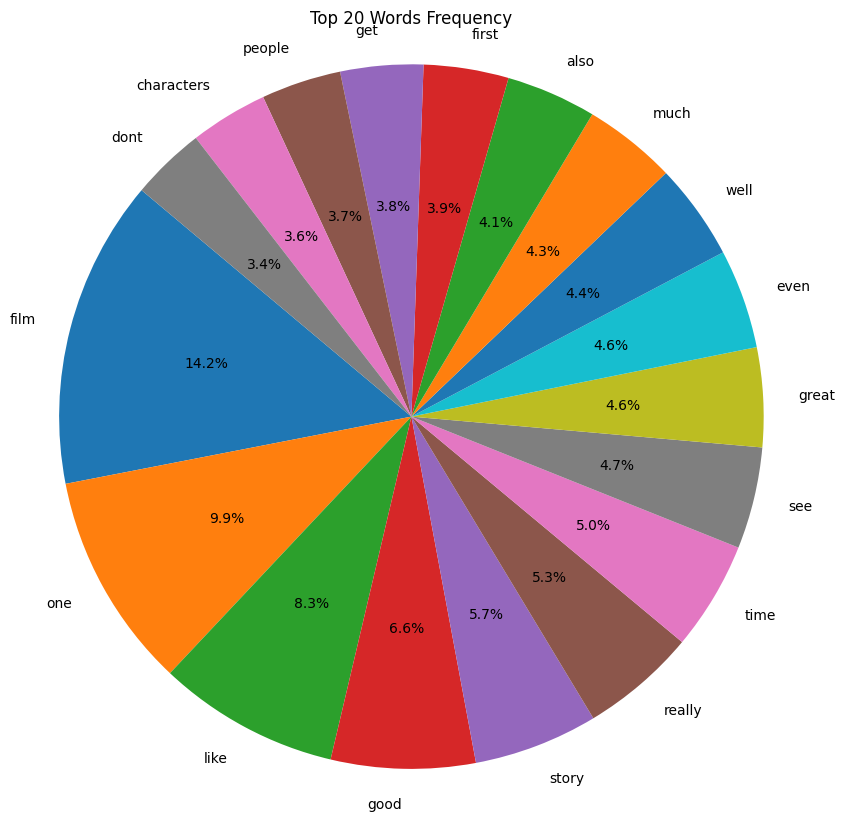 Top 20 Words Frequency
film
14.2%
one
9.9%
like
8.3%
good
6.6%
story
5.7%
really
5.3%
time
5.0%
see
4.7%
great
4.6%
even
4.6%
well
4.4%
much
4.3%
also
4.1%
first
3.9%
get
3.8%
people
3.7%
characters
3.6%
dont
3.4%